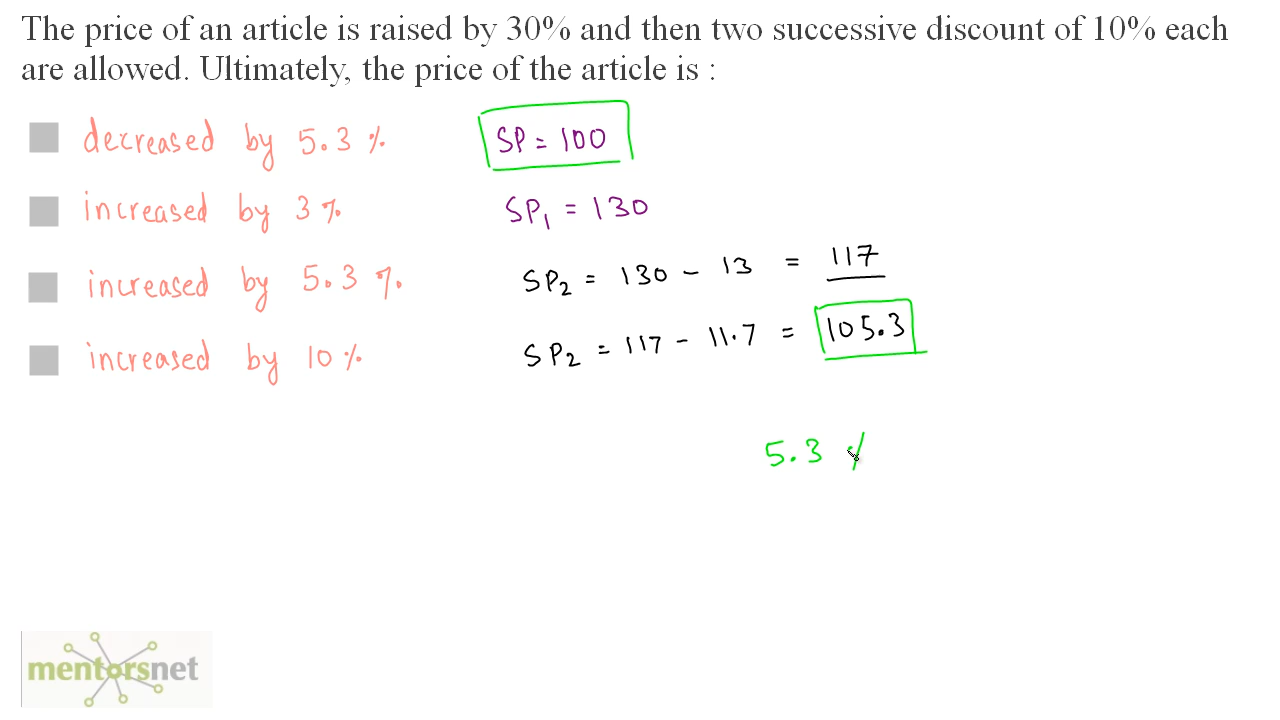 The price of an article is raised by 30% and then two successive discount of 10% each
are allowed. Ultimately, the price of the article is :
decreased by 5.3 %
increased by 3 %
increased by 5.3 %
increased by 10 %
SP = 100
SP1 = 130
SP2 = 130 - 13 = 117
SP2 = 117 - 11.7 = 105.3
5.3 %
mentorsnet